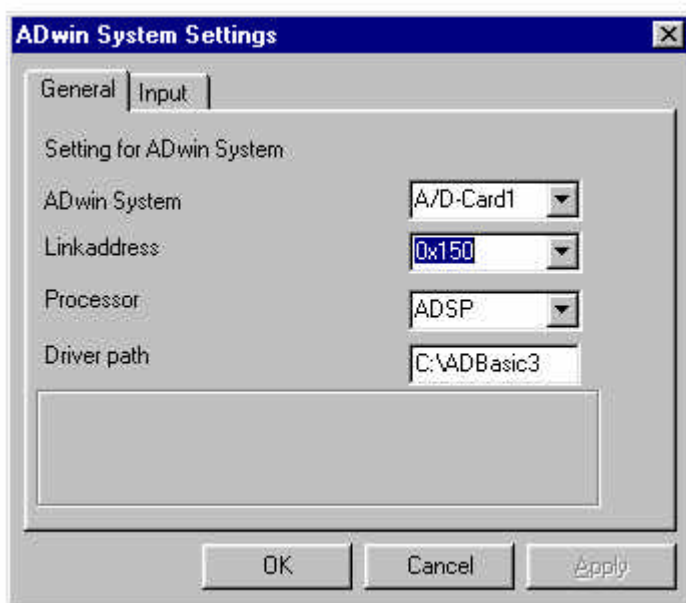 ADwin System Settings
General Input
Setting for ADwin System
ADwin System A/D-Card1
Linkaddress 0x150
Processor ADSP
Driver path C:\ADBasic3
OK Cancel Apply